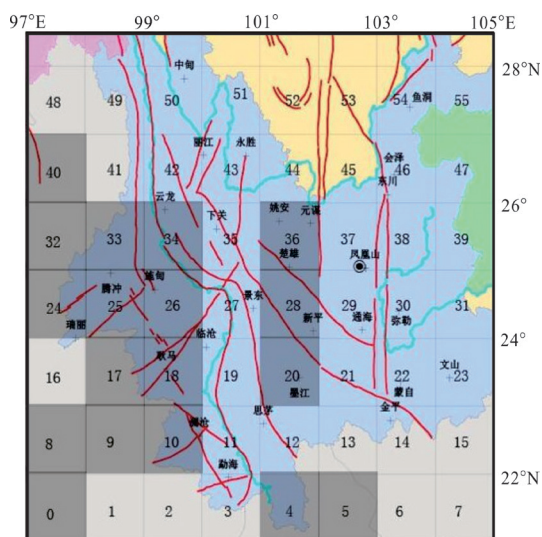 97°E 99° 101° 103° 105°E
中甸
28°N
48 49 50 51 52 53 54 鱼洞 55
丽江 永胜
会泽
40 41 42 43 44 45 46 47
东川
云龙
26°
下关 姚安 元谋
32 33 34 35 36 37 38 39
楚雄 凤凰山
腾冲
24 25 26 27 景东 28 29 30 31
瑞丽 临沧 新平 通海 弥勒
24°
耿马
16 17 18 19 20 21 22 23
文山
墨江 蒙自
思茅 金平
澜沧
8 9 10 11 12 13 14 15
勐海
22°N
0 1 2 3 4 5 6 7